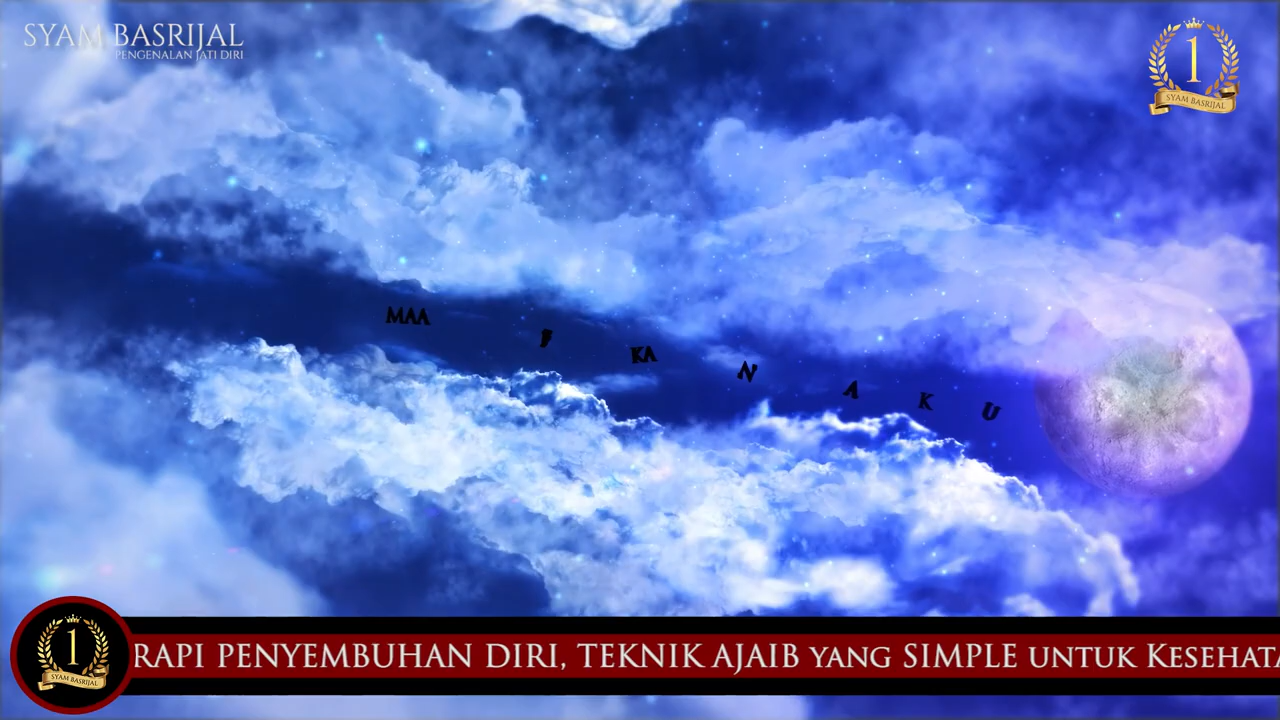 SYAM BASRIJAL
PENGENALAN JATI DIRI
1
SYAM BASRIJAL
MAA F KA N A K U
1
SYAM BASRIJAL
RAPI PENYEMBUHAN DIRI, TEKNIK AJAIB YANG SIMPLE UNTUK KESEHATA